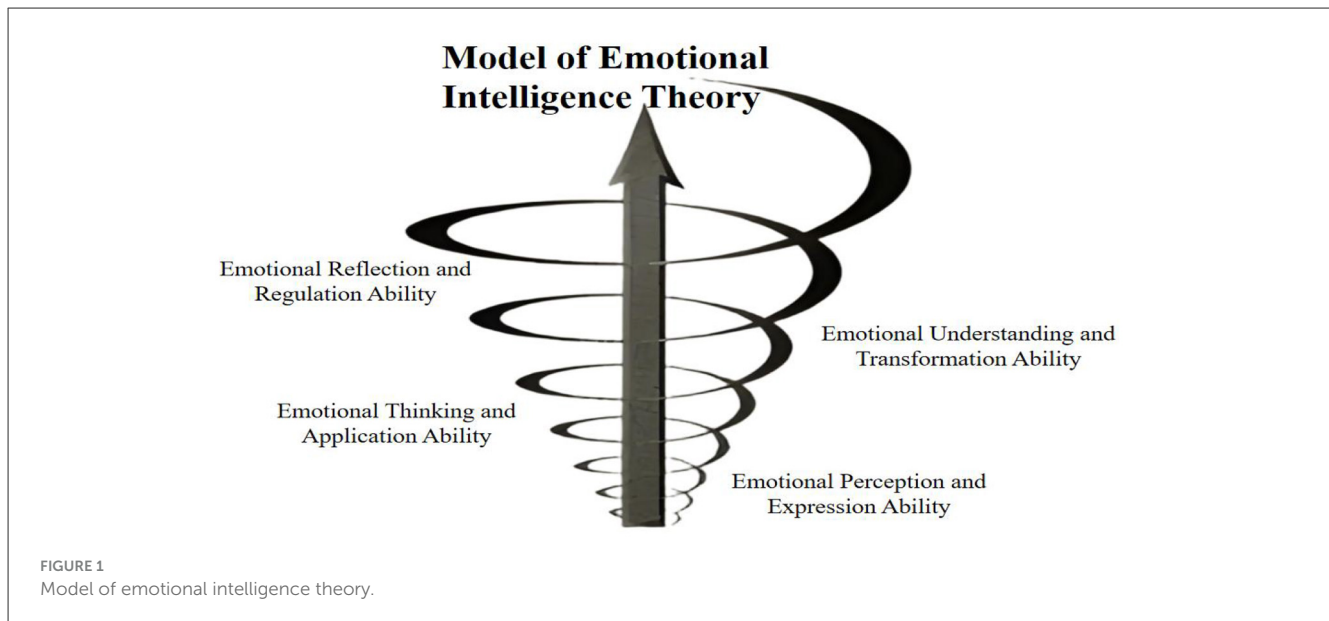 Model of Emotional
Intelligence Theory
Emotional Reflection and
Regulation Ability
Emotional Understanding and
Transformation Ability
Emotional Thinking and
Application Ability
Emotional Perception and
Expression Ability
FIGURE 1
Model of emotional intelligence theory.